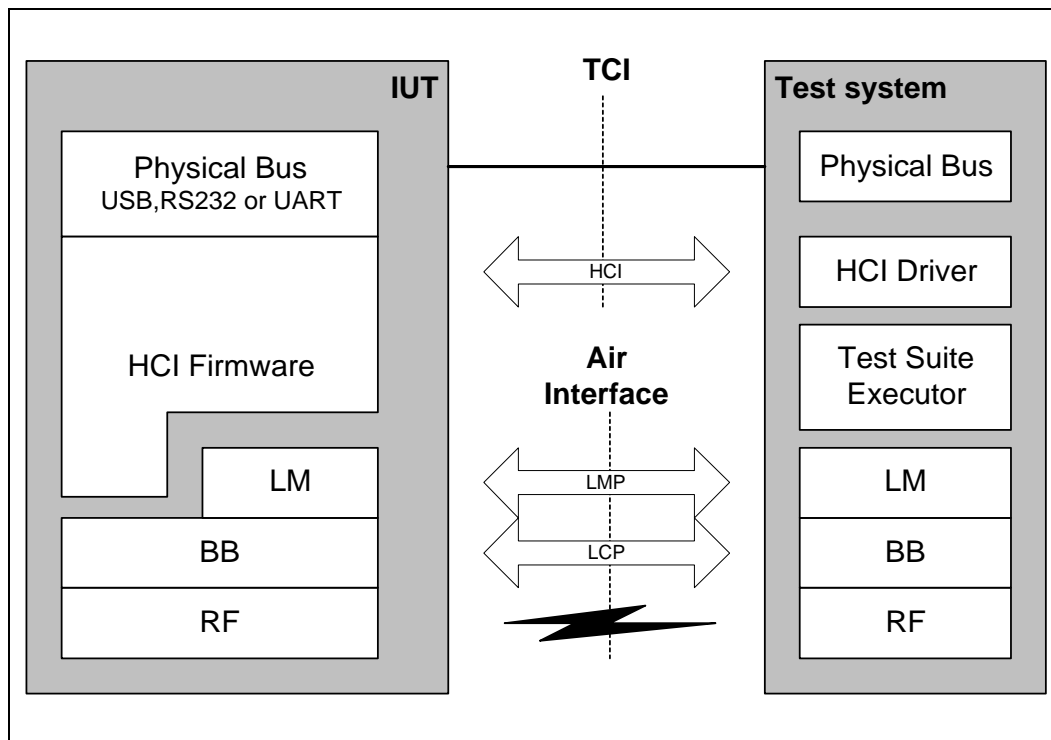 IUT
Physical Bus
USB,RS232 or UART
HCI Firmware
LM
BB
RF
TCI
HCI
Air
Interface
LMP
LCP
Test system
Physical Bus
HCI Driver
Test Suite
Executor
LM
BB
RF